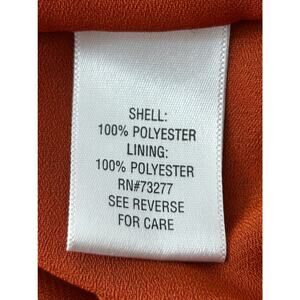 SHELL:
100% POLYESTER
LINING:
100% POLYESTER
RN#73277
SEE REVERSE
FOR CARE